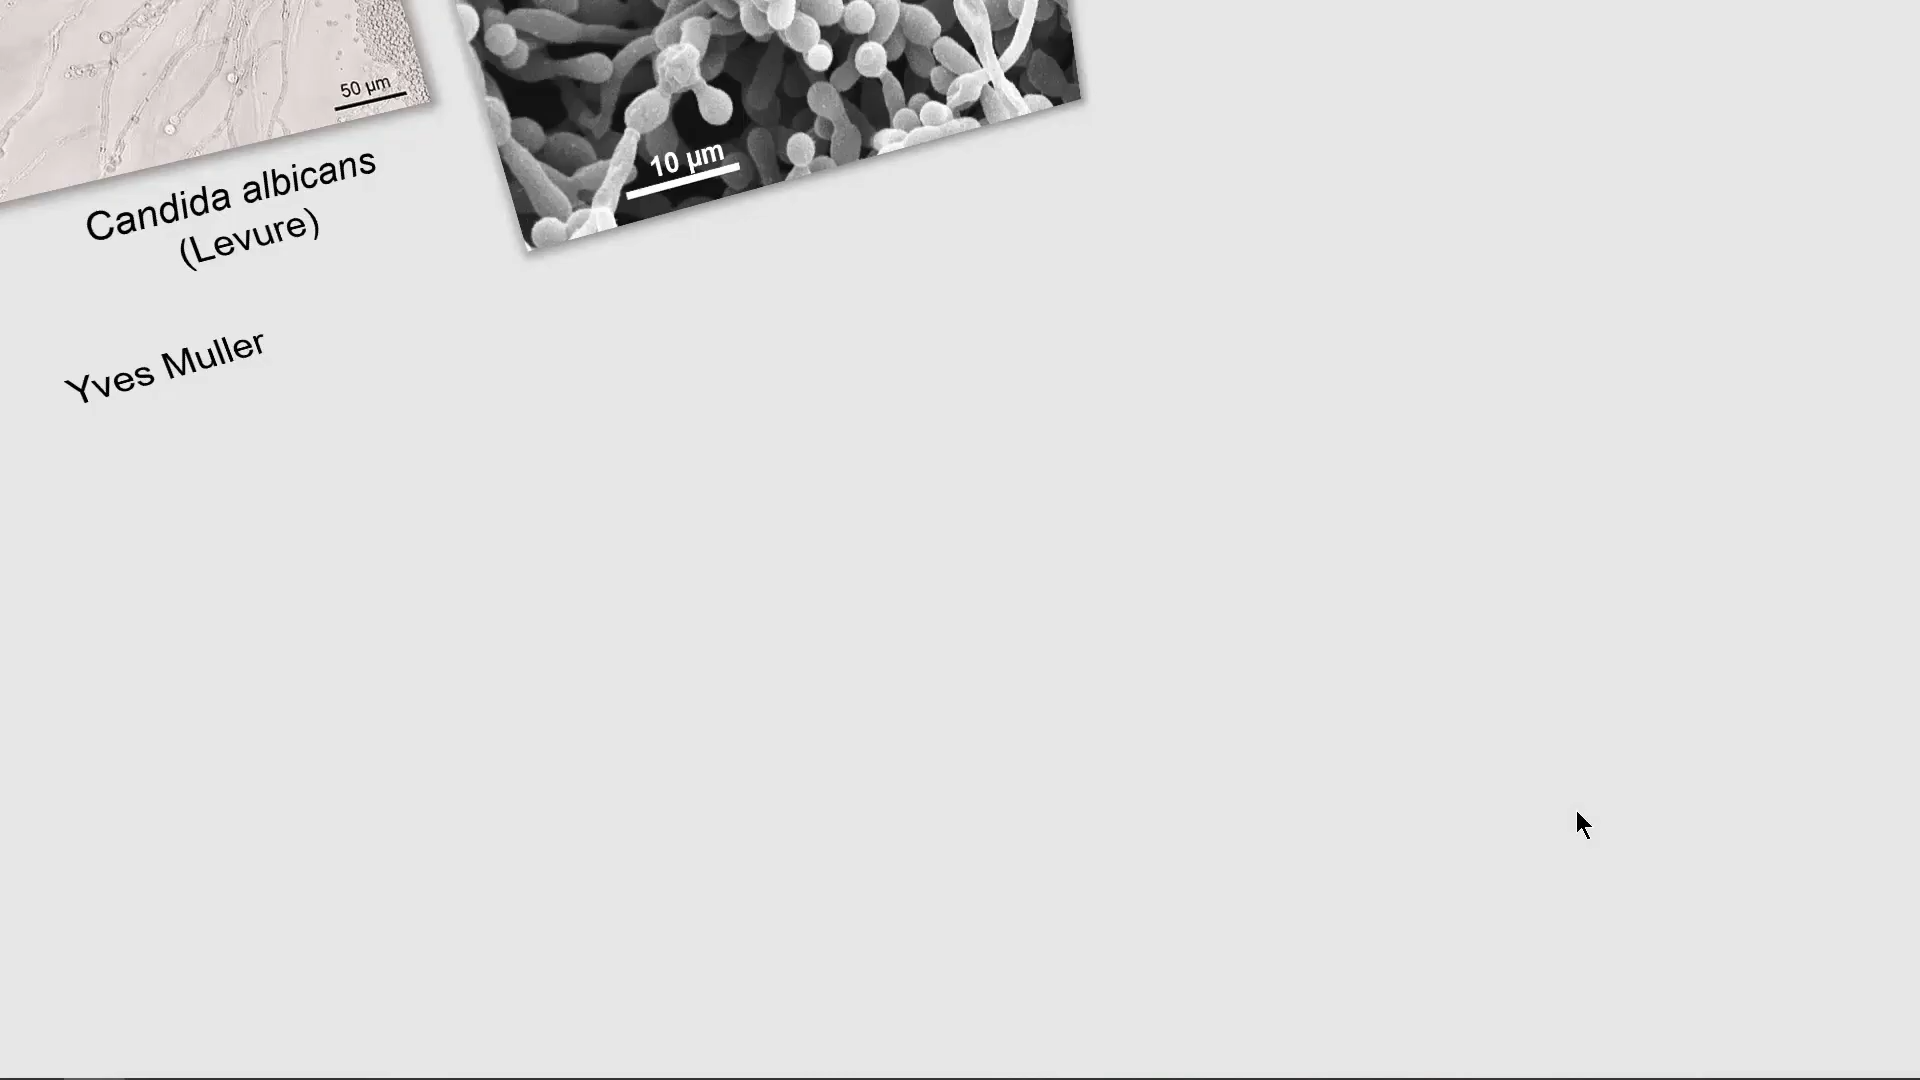 50 µm
10 µm
Candida albicans
(Levure)
Yves Muller